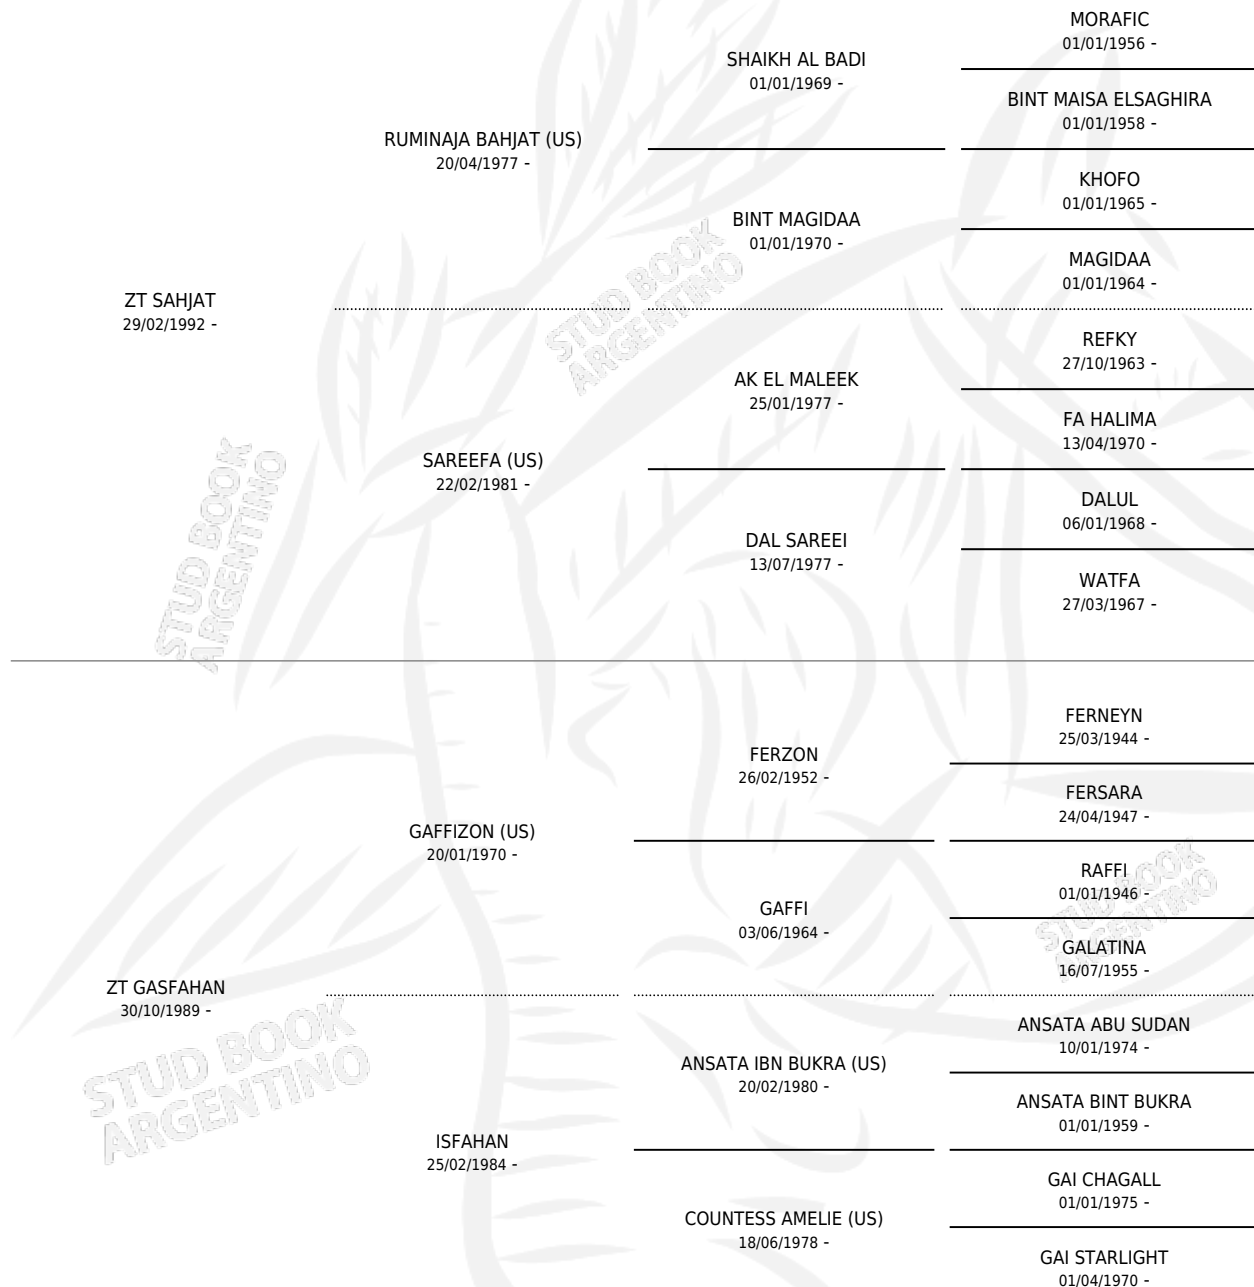 MORAFIC
01/01/1956 -
SHAIKH AL BADI
01/01/1969 -
BINT MAISA ELSAGHIRA
01/01/1958 -
RUMINAJA BAHJAT (US)
20/04/1977 -
KHOFO
01/01/1965 -
BINT MAGIDAA
01/01/1970 -
MAGIDAA
01/01/1964 -
ZT SAHJAT
29/02/1992 -
REFKY
27/10/1963 -
AK EL MALEEK
25/01/1977 -
FA HALIMA
13/04/1970 -
SAREEFA (US)
22/02/1981 -
DALUL
06/01/1968 -
DAL SAREEI
13/07/1977 -
WATFA
27/03/1967 -
STUD BOOK
ARGENTINO
STUD BOOK
ARGENTINO
FERNEYN
25/03/1944 -
FERZON
26/02/1952 -
FERSARA
24/04/1947 -
GAFFIZON (US)
20/01/1970 -
RAFFI
01/01/1946 -
GAFFI
03/06/1964 -
GALATINA
16/07/1955 -
ZT GASFAHAN
30/10/1989 -
ANSATA ABU SUDAN
10/01/1974 -
ANSATA IBN BUKRA (US)
20/02/1980 -
ANSATA BINT BUKRA
01/01/1959 -
ISFAHAN
25/02/1984 -
GAI CHAGALL
01/01/1975 -
COUNTESS AMELIE (US)
18/06/1978 -
GAI STARLIGHT
01/04/1970 -
STUD BOOK
ARGENTINO
STUD BOOK
ARGENTINO